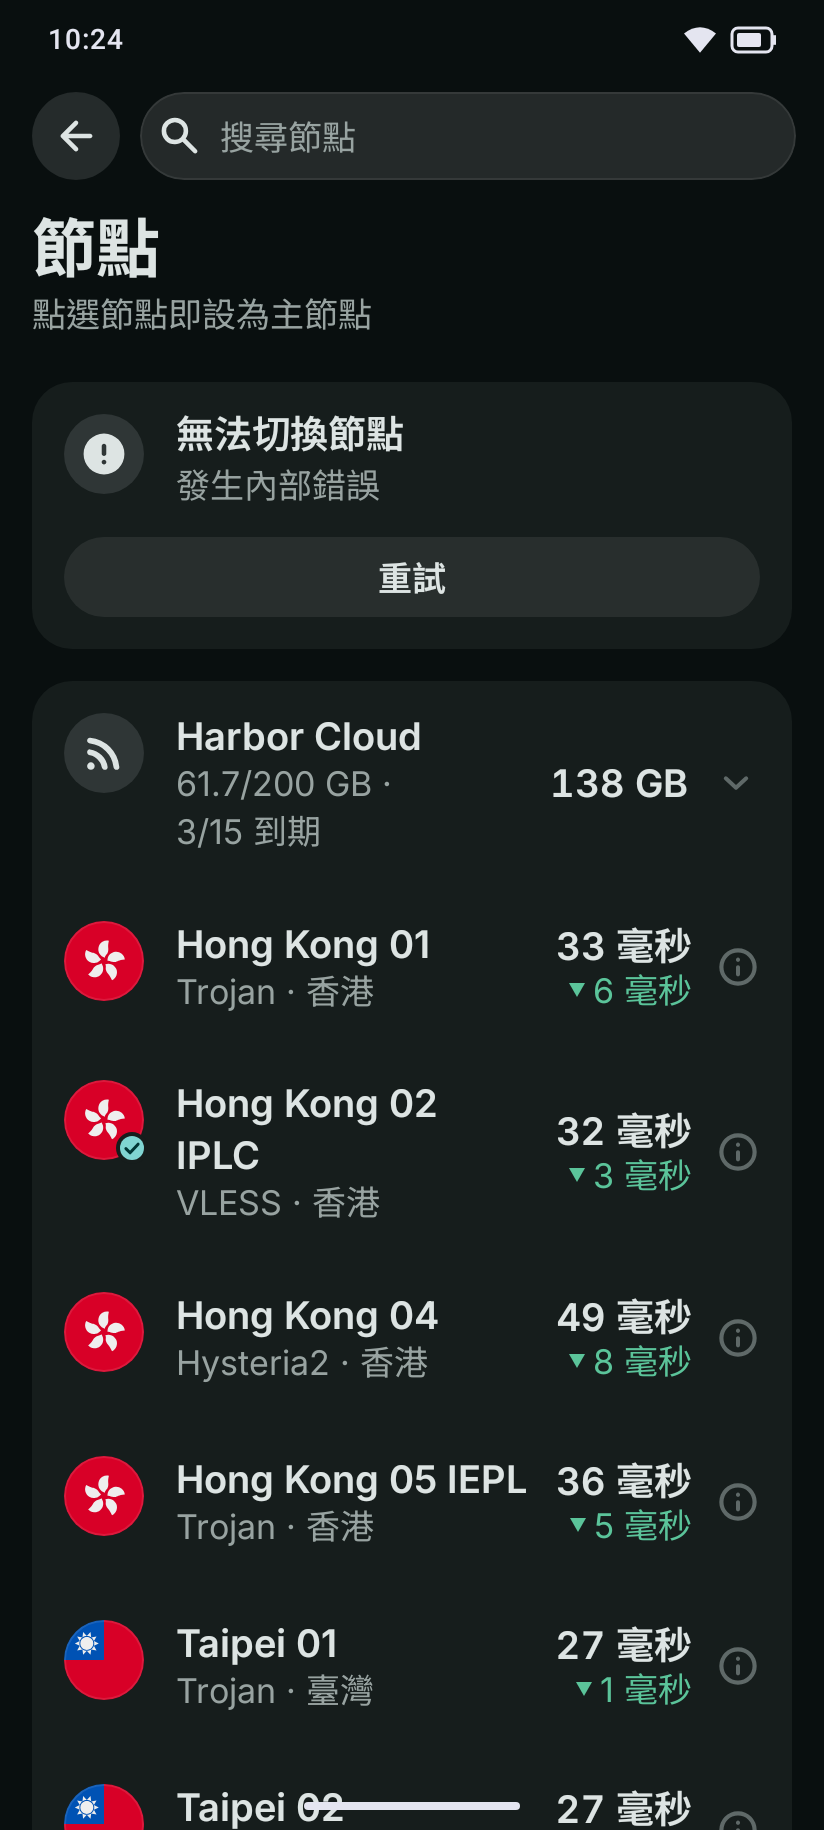 10:24
搜尋節點
節點
點選節點即設為主節點
無法切換節點
發生內部錯誤
重試
Harbor Cloud
61.7/200 GB ·
3/15 到期
138 GB
Hong Kong 01
Trojan · 香港
33 毫秒
▼6 毫秒
Hong Kong 02
IPLC
VLESS · 香港
32 毫秒
▼3 毫秒
Hong Kong 04
Hysteria2 · 香港
49 毫秒
▼8 毫秒
Hong Kong 05 IEPL
Trojan · 香港
36 毫秒
▼5 毫秒
Taipei 01
Trojan · 臺灣
27 毫秒
▼1 毫秒
Taipei 02
27 毫秒